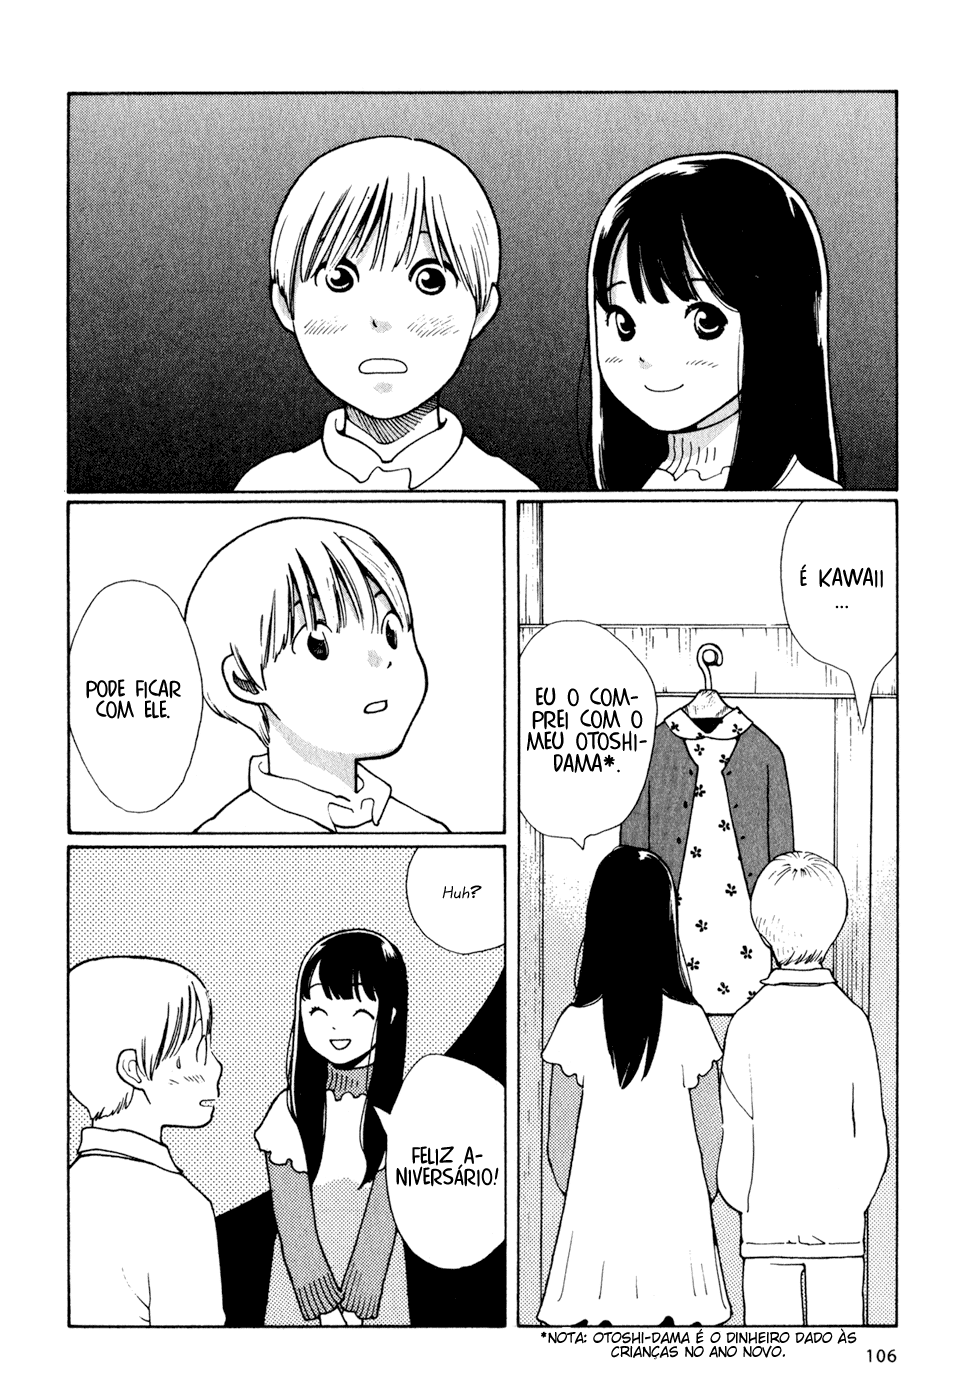 É KAWAII
...
EU O COM-
PREI COM O
MEU OTOSHI-
DAMA*.
PODE FICAR
COM ELE.
Huh?
FELIZ A-
NIVERSÁRIO!
*NOTA: OTOSHI-DAMA É O DINHEIRO DADO ÀS
CRIANÇAS NO ANO NOVO.
106